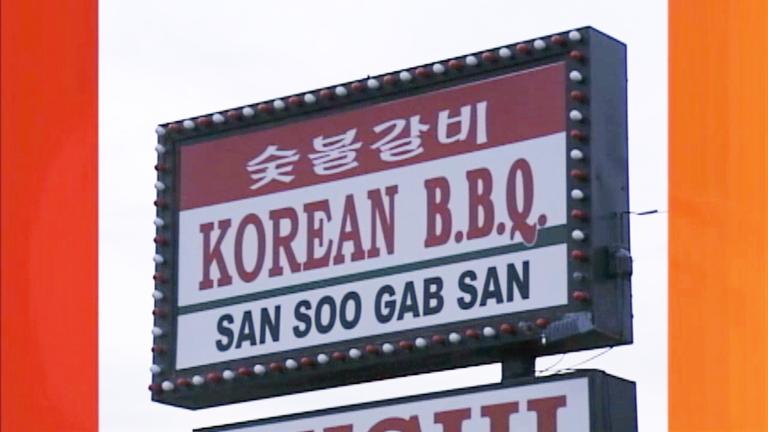 숯불갈비
KOREAN B.B.Q.
SAN SOO GAB SAN